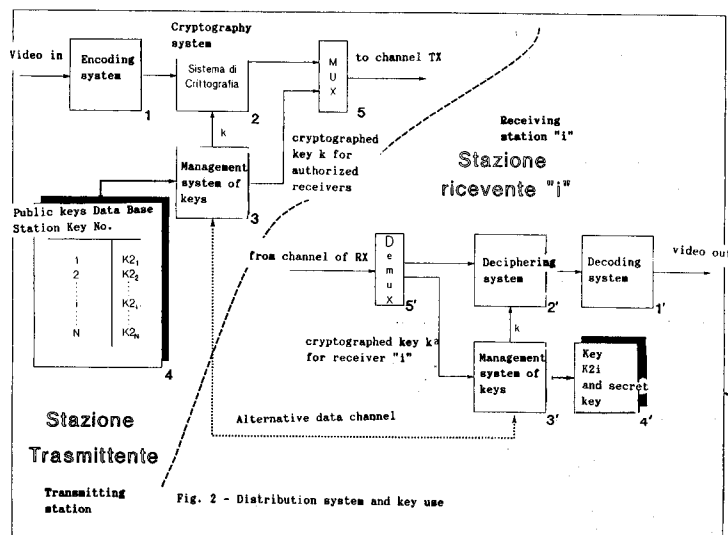 Cryptography
system
Video in
Encoding
system
1
Sistema di
Crittografia
2
M
U
X
5
to channel TX
k
cryptographed
key k for
authorized
receivers
Management
system of
keys
3
Receiving
station "i"
Stazione
ricevente "i"
Public keys Data Base
Station Key No.
1 K2₁
2 K2₂
i K2ᵢ
N K2_N
4
from channel of RX
D
e
m
u
x
5'
Deciphering
system
2'
Decoding
system
1'
video out
k
cryptographed key k
for receiver "i"
Management
system of
keys
3'
Key
K2i
and secret
key
4'
Alternative data channel
Stazione
Trasmittente
Transmitting
station
Fig. 2 - Distribution system and key use